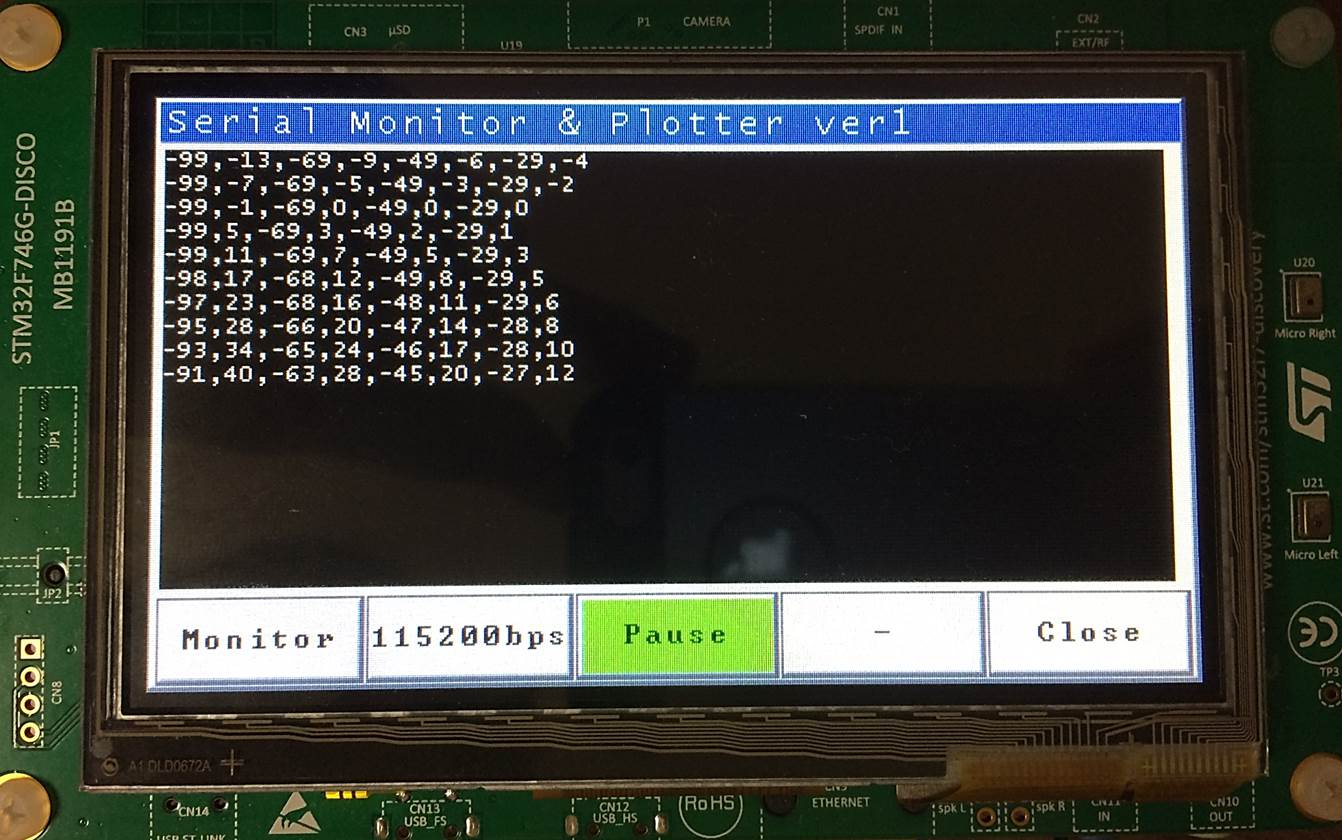 CN3 µSD
U19
P1 CAMERA
CN1
SPDIF IN
CN2
EXT/RF
STM32F746G-DISCO
MB1191B
Serial Monitor & Plotter ver1
-99,-13,-69,-9,-49,-6,-29,-4
-99,-7,-69,-5,-49,-3,-29,-2
-99,-1,-69,0,-49,0,-29,0
-99,5,-69,3,-49,2,-29,1
-99,11,-69,7,-49,5,-29,3
-98,17,-68,12,-49,8,-29,5
-97,23,-68,16,-48,11,-29,6
-95,28,-66,20,-47,14,-28,8
-93,34,-65,24,-46,17,-28,10
-91,40,-63,28,-45,20,-27,12
Monitor
115200bps
Pause
-
Close
U20
Micro Right
ST
U21
Micro Left
www.st.com/stm32f7-discovery
CE
TP3
JP1
JP2
CN8
A1 DLD0672A
CN14
USB ST-LINK
CN13
USB_FS
CN12
USB_HS
RoHS
ETHERNET
spk L
spk R
CN11
IN
CN10
OUT